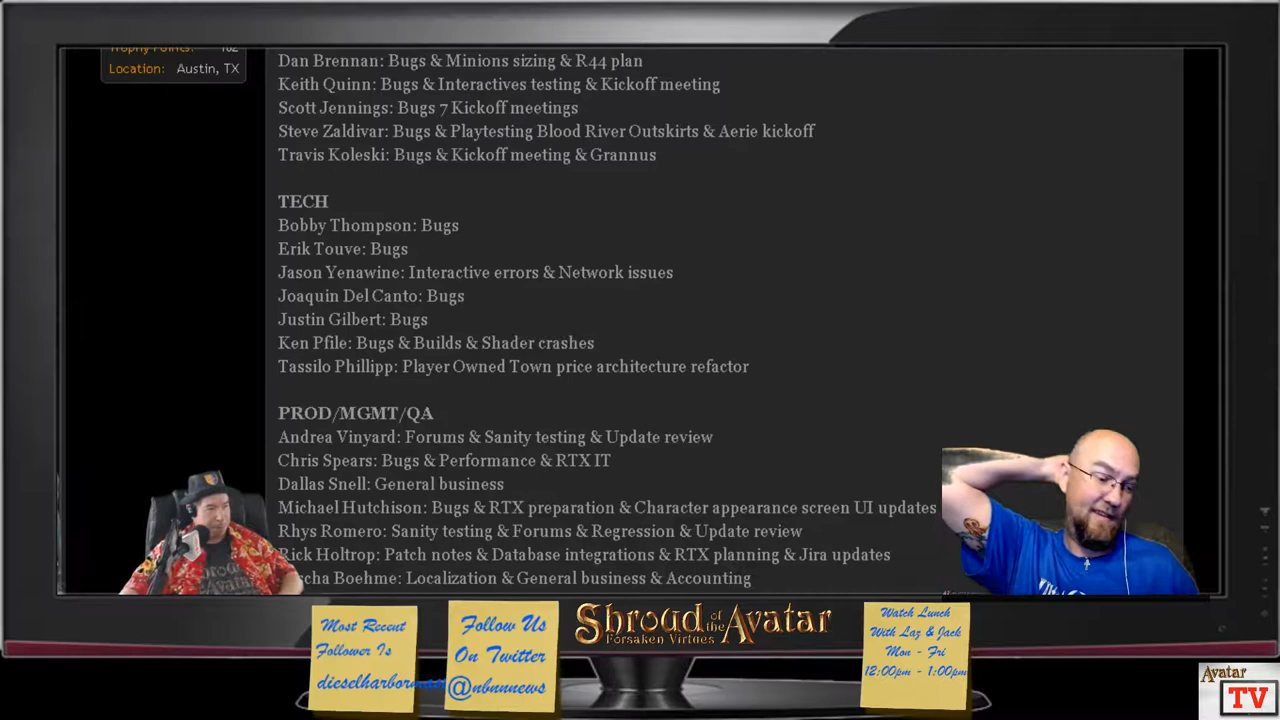 Trophy Points: 162
Location: Austin, TX
Dan Brennan: Bugs & Minions sizing & R44 plan
Keith Quinn: Bugs & Interactives testing & Kickoff meeting
Scott Jennings: Bugs 7 Kickoff meetings
Steve Zaldivar: Bugs & Playtesting Blood River Outskirts & Aerie kickoff
Travis Koleski: Bugs & Kickoff meeting & Grannus
TECH
Bobby Thompson: Bugs
Erik Touve: Bugs
Jason Yenawine: Interactive errors & Network issues
Joaquin Del Canto: Bugs
Justin Gilbert: Bugs
Ken Pfile: Bugs & Builds & Shader crashes
Tassilo Phillipp: Player Owned Town price architecture refactor
PROD/MGMT/QA
Andrea Vinyard: Forums & Sanity testing & Update review
Chris Spears: Bugs & Performance & RTX IT
Dallas Snell: General business
Michael Hutchison: Bugs & RTX preparation & Character appearance screen UI updates
Rhys Romero: Sanity testing & Forums & Regression & Update review
Rick Holtrop: Patch notes & Database integrations & RTX planning & Jira updates
Boehme: Localization & General business & Accounting
Shroud
Avatar
Most Recent
Follower Is
Follow Us
On Twitter
@nbnnnews
Shroud of the Avatar
Forsaken Virtues
Watch Lunch
With Laz & Jack
Mon - Fri
12:00pm - 1:00pm
Avatar
TV